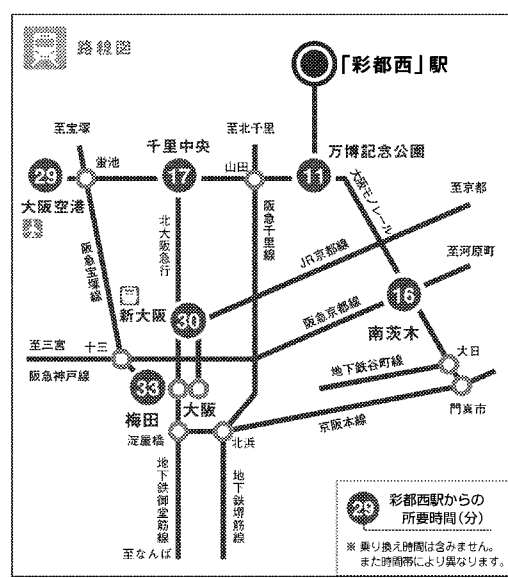 路線図
「彩都西」駅
至宝塚
千里中央
至北千里
万博記念公園
蛍池
山田
29
17
11
大阪空港
大阪モノレール
至京都
北大阪急行
阪急千里線
阪急宝塚線
JR京都線
至河原町
新大阪
30
阪急京都線
16
南茨木
至三宮
十三
大日
阪急神戸線
地下鉄谷町線
33
梅田
大阪
門真市
京阪本線
淀屋橋
北浜
地下鉄御堂筋線
地下鉄堺筋線
至なんば
29
彩都西駅からの
所要時間(分)
※ 乗り換え時間は含みません。
また時間帯により異なります。